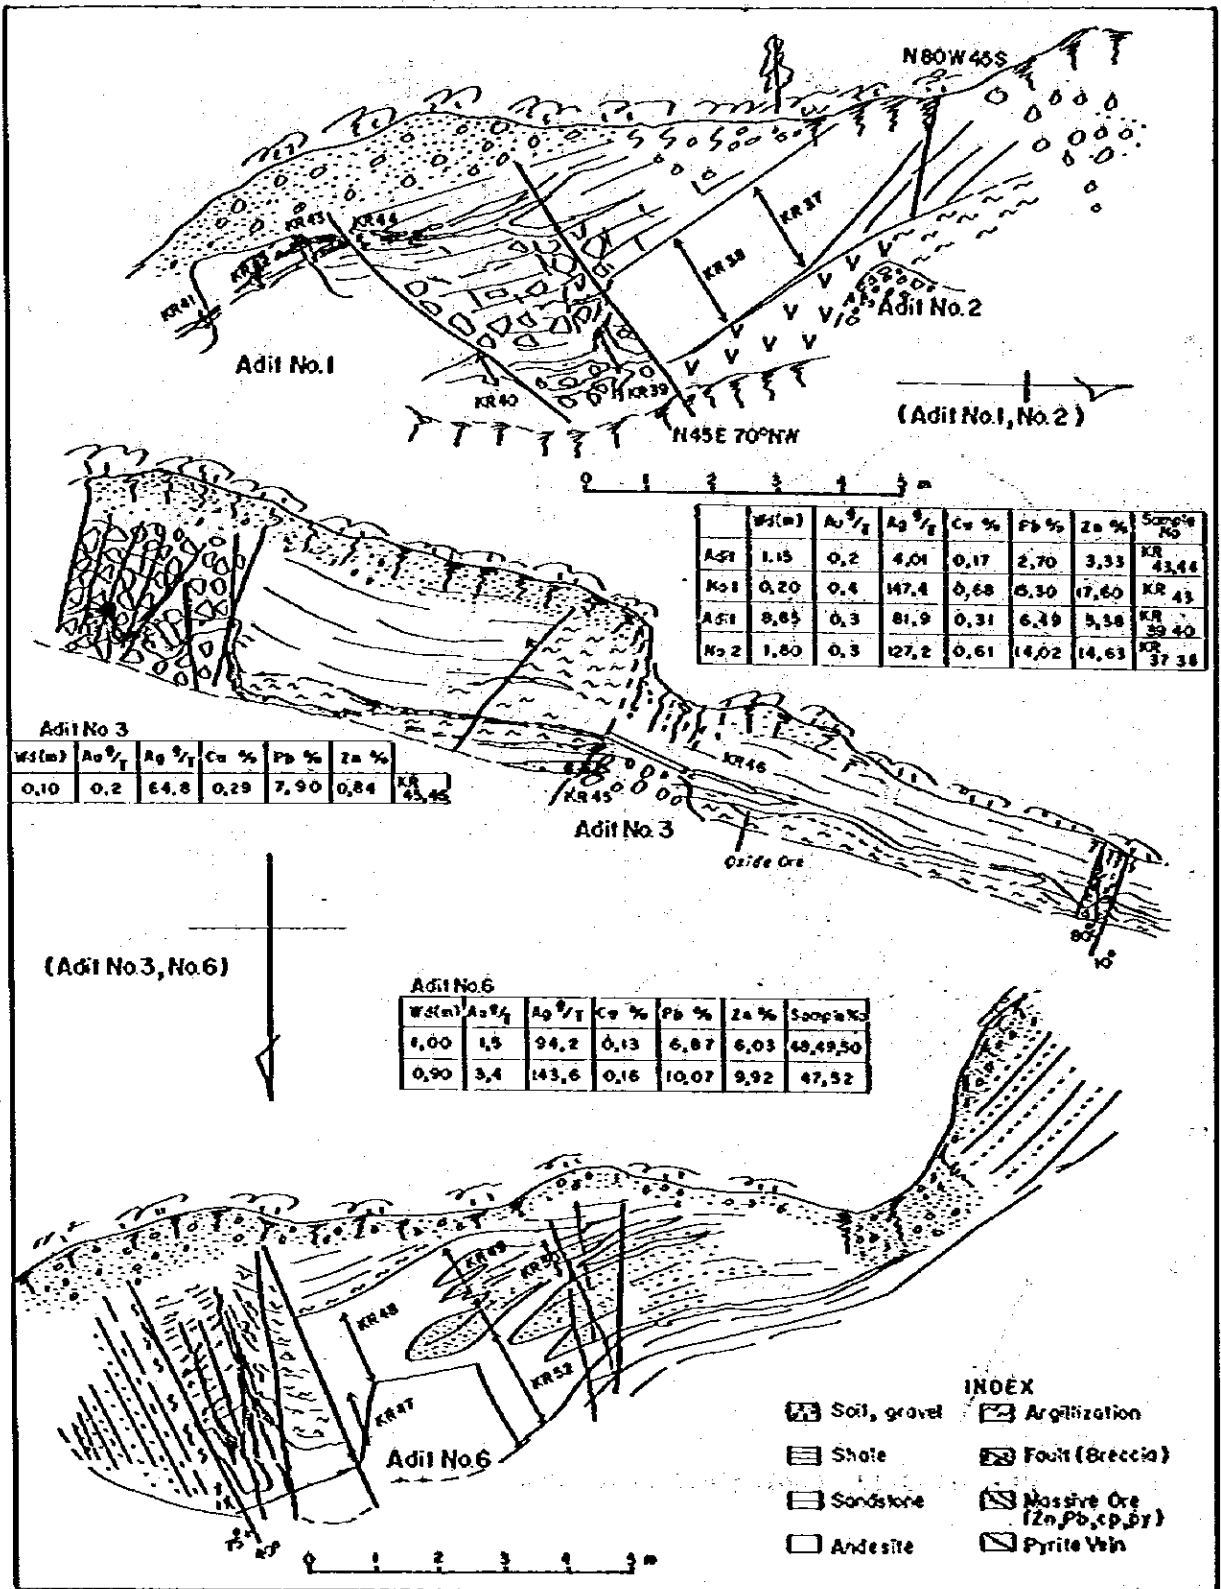 N80W45S
KR43
KR44
KR37
KR38
KR41
Adit No.1
Adit No.2
KR40
KR39
N45E 70°NW
(Adit No.1, No.2)
0 1 2 3 4 5 m
Wd(m) Au g/T Ag g/T Cu % Pb % Zn % Sample No
Adit 1.15 0,2 4,01 0,17 2,70 3,33 KR 43,44
No1 0,20 0,4 147,4 0,68 17,60 KR 43
Adit 8,65 0,3 81,9 0,31 6,49 KR 39 40
No 2 1,80 0,3 127,2 0,61 14,02 14,63 KR 37 38
Adit No 3
Wd(m) Au g/T Ag g/T Cu % Pb % Zn %
0,10 0,2 64,8 0,29 7,90 0,84 KR 45,46
KR46
KR45
Adit No.3
Oxide Ore
80°
10°
(Adit No.3, No.6)
Adit No.6
Wd(m) Au g/T Ag g/T Cu % Pb % Zn % Sample No
1,00 1,5 94,2 0,13 6,87 6,03 48,49,50
0,90 3,4 143,6 0,16 10,07 9,92 47,52
KR49
KR50
KR48
KR52
KR47
Adit No.6
0 1 2 3 4 5 m
INDEX
Soil, gravel
Argillization
Shale
Fault (Breccia)
Sandstone
Massive Ore
(Zn,Pb,cp,py)
Andesite
Pyrite Vein